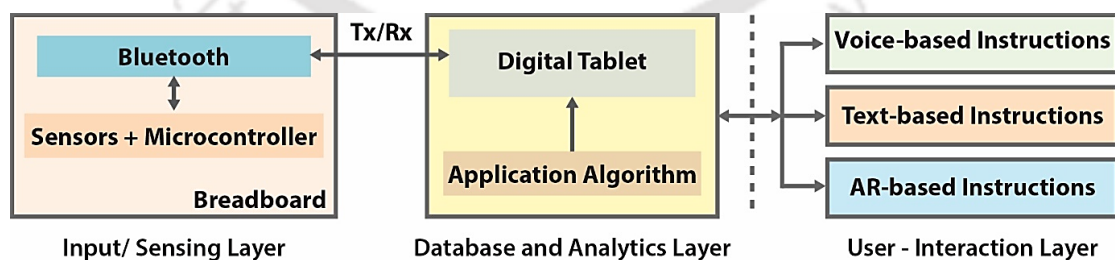 Bluetooth
Sensors + Microcontroller
Breadboard
Input/ Sensing Layer
Tx/Rx
Digital Tablet
Application Algorithm
Database and Analytics Layer
Voice-based Instructions
Text-based Instructions
AR-based Instructions
User - Interaction Layer